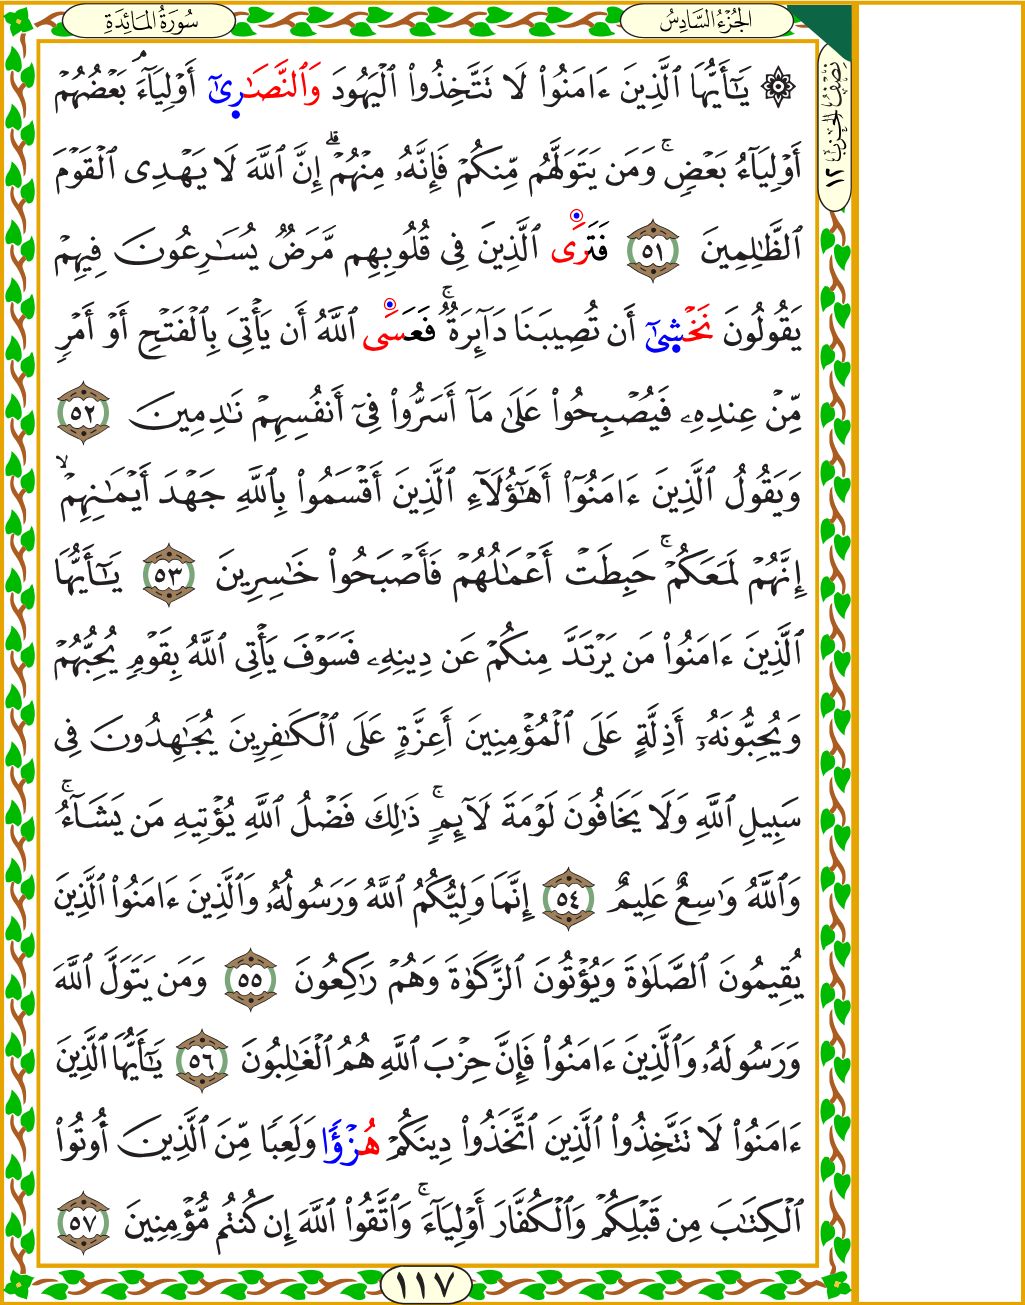 الجُزْءُ السَّادِسُ
سُورَةُ المَائِدَةِ
نِصْفُ الحِزْبِ ١٢
۞ يَٰٓأَيُّهَا ٱلَّذِينَ ءَامَنُوا۟ لَا تَتَّخِذُوا۟ ٱلْيَهُودَ وَٱلنَّصَٰرِىٰٓ أَوْلِيَآءَۘ بَعْضُهُمْ
أَوْلِيَآءُ بَعْضٍۚ وَمَن يَتَوَلَّهُم مِّنكُمْ فَإِنَّهُۥ مِنْهُمْۗ إِنَّ ٱللَّهَ لَا يَهْدِى ٱلْقَوْمَ
ٱلظَّٰلِمِينَ ٥١ فَتَرَى ٱلَّذِينَ فِى قُلُوبِهِم مَّرَضٌ يُسَٰرِعُونَ فِيهِمْ
يَقُولُونَ نَخْشِىٰٓ أَن تُصِيبَنَا دَآئِرَةٌۚ فَعَسَى ٱللَّهُ أَن يَأْتِىَ بِٱلْفَتْحِ أَوْ أَمْرٍ
مِّنْ عِندِهِۦ فَيُصْبِحُوا۟ عَلَىٰ مَآ أَسَرُّوا۟ فِىٓ أَنفُسِهِمْ نَٰدِمِينَ ٥٢
وَيَقُولُ ٱلَّذِينَ ءَامَنُوٓا۟ أَهَٰٓؤُلَآءِ ٱلَّذِينَ أَقْسَمُوا۟ بِٱللَّهِ جَهْدَ أَيْمَٰنِهِمْۙ
إِنَّهُمْ لَمَعَكُمْۚ حَبِطَتْ أَعْمَٰلُهُمْ فَأَصْبَحُوا۟ خَٰسِرِينَ ٥٣ يَٰٓأَيُّهَا
ٱلَّذِينَ ءَامَنُوا۟ مَن يَرْتَدَّ مِنكُمْ عَن دِينِهِۦ فَسَوْفَ يَأْتِى ٱللَّهُ بِقَوْمٍ يُحِبُّهُمْ
وَيُحِبُّونَهُۥٓ أَذِلَّةٍ عَلَى ٱلْمُؤْمِنِينَ أَعِزَّةٍ عَلَى ٱلْكَٰفِرِينَ يُجَٰهِدُونَ فِى
سَبِيلِ ٱللَّهِ وَلَا يَخَافُونَ لَوْمَةَ لَآئِمٍۚ ذَٰلِكَ فَضْلُ ٱللَّهِ يُؤْتِيهِ مَن يَشَآءُۚ
وَٱللَّهُ وَٰسِعٌ عَلِيمٌ ٥٤ إِنَّمَا وَلِيُّكُمُ ٱللَّهُ وَرَسُولُهُۥ وَٱلَّذِينَ ءَامَنُوا۟ ٱلَّذِينَ
يُقِيمُونَ ٱلصَّلَوٰةَ وَيُؤْتُونَ ٱلزَّكَوٰةَ وَهُمْ رَٰكِعُونَ ٥٥ وَمَن يَتَوَلَّ ٱللَّهَ
وَرَسُولَهُۥ وَٱلَّذِينَ ءَامَنُوا۟ فَإِنَّ حِزْبَ ٱللَّهِ هُمُ ٱلْغَٰلِبُونَ ٥٦ يَٰٓأَيُّهَا ٱلَّذِينَ
ءَامَنُوا۟ لَا تَتَّخِذُوا۟ ٱلَّذِينَ ٱتَّخَذُوا۟ دِينَكُمْ هُزْؤًا وَلَعِبًا مِّنَ ٱلَّذِينَ أُوتُوا۟
ٱلْكِتَٰبَ مِن قَبْلِكُمْ وَٱلْكُفَّارَ أَوْلِيَآءَۚ وَٱتَّقُوا۟ ٱللَّهَ إِن كُنتُم مُّؤْمِنِينَ ٥٧
١١٧